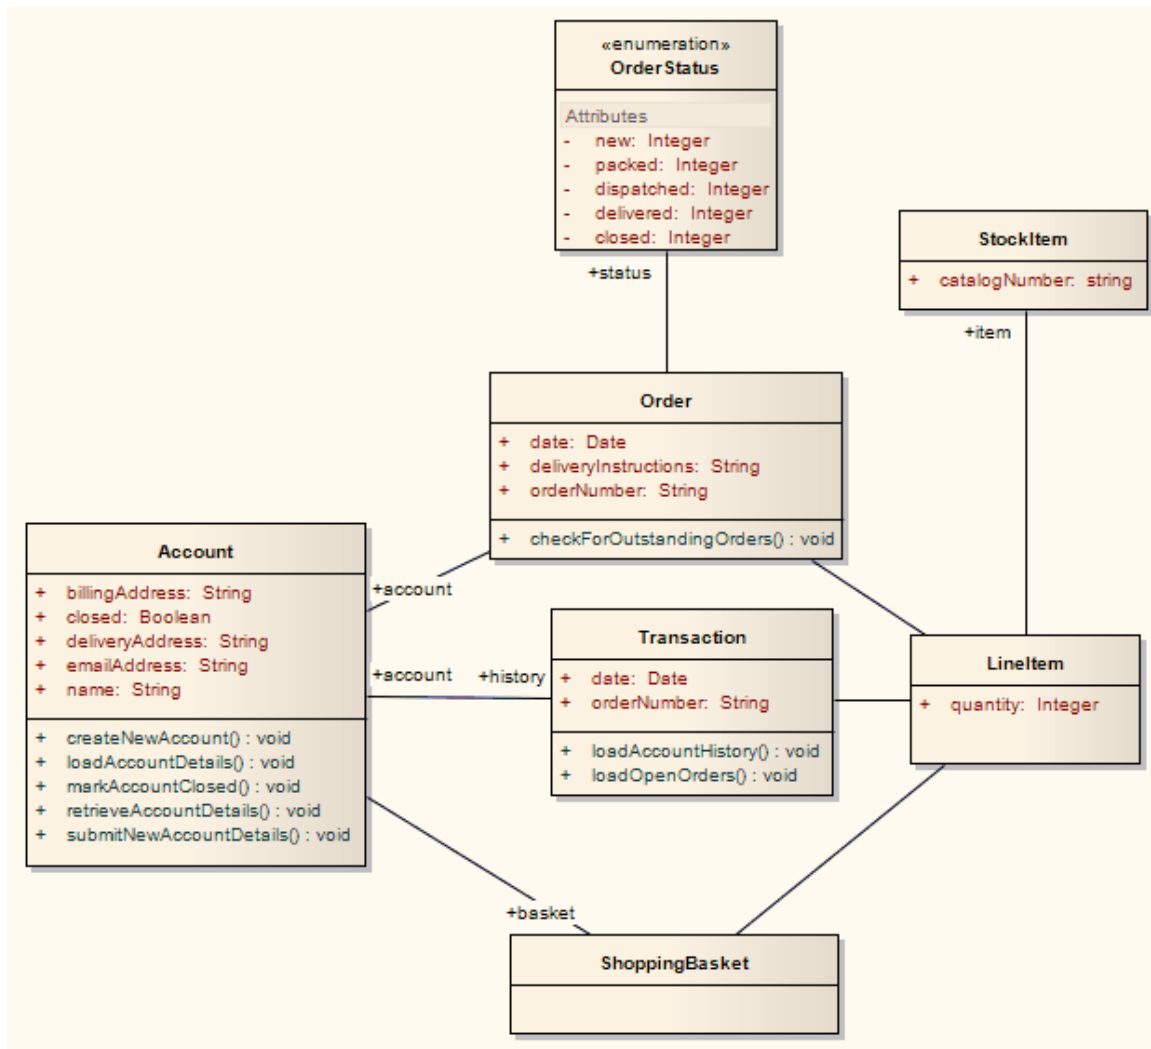 «enumeration»
OrderStatus
Attributes
- new: Integer
- packed: Integer
- dispatched: Integer
- delivered: Integer
- closed: Integer
+status
StockItem
+ catalogNumber: string
+item
Order
+ date: Date
+ deliveryInstructions: String
+ orderNumber: String
+ checkForOutstandingOrders() : void
Account
+ billingAddress: String
+ closed: Boolean
+ deliveryAddress: String
+ emailAddress: String
+ name: String
+ createNewAccount() : void
+ loadAccountDetails() : void
+ markAccountClosed() : void
+ retrieveAccountDetails() : void
+ submitNewAccountDetails() : void
+account
+account
+history
Transaction
+ date: Date
+ orderNumber: String
+ loadAccountHistory() : void
+ loadOpenOrders() : void
LineItem
+ quantity: Integer
+basket
ShoppingBasket